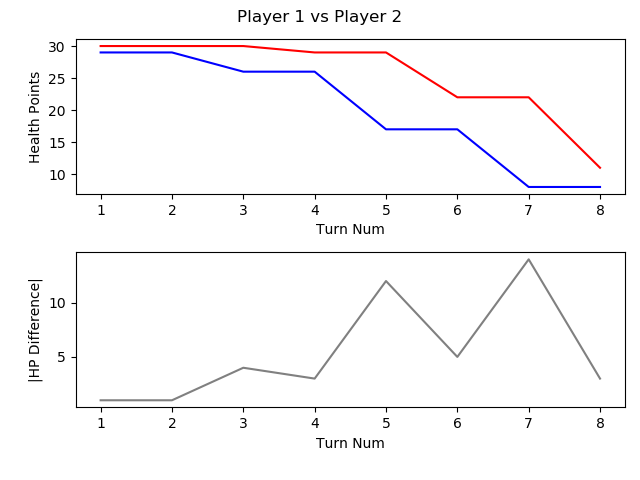 Player 1 vs Player 2
30
25
20
15
10
Health Points
1 2 3 4 5 6 7 8
Turn Num
10
5
|HP Difference|
1 2 3 4 5 6 7 8
Turn Num